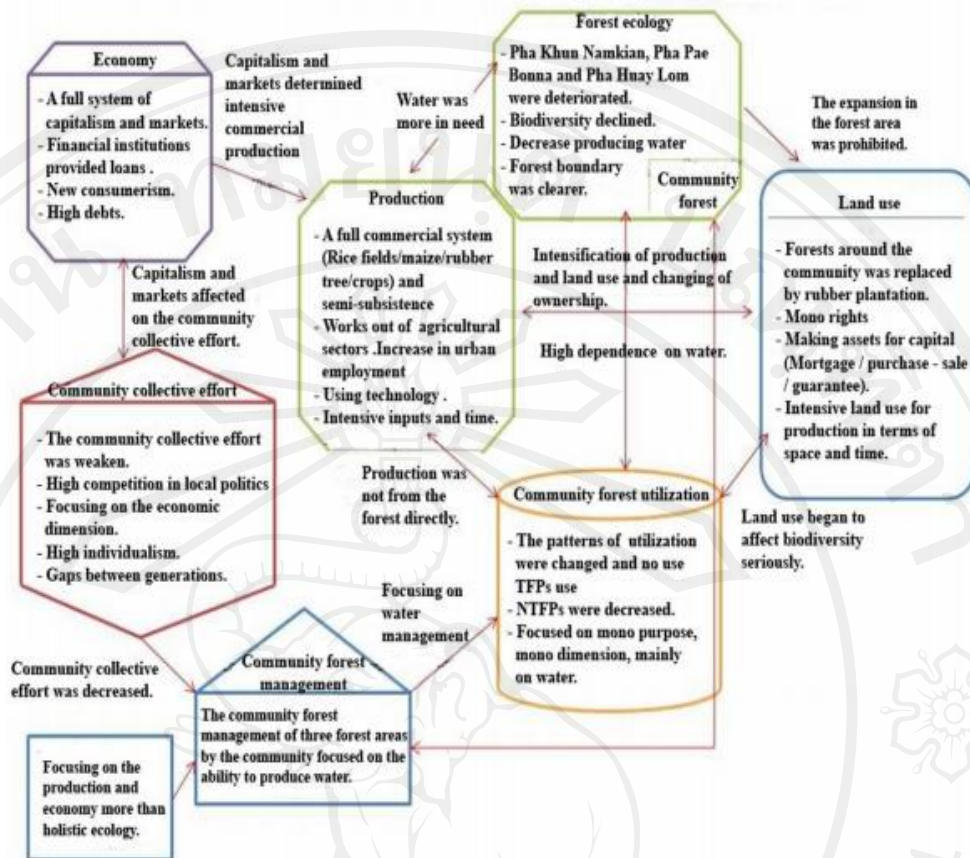 Forest ecology
- Pha Khun Namkian, Pha Pae
Bonna and Pha Huay Lom
were deteriorated.
- Biodiversity declined.
- Decrease producing water
- Forest boundary
was clearer.
Community
forest
Economy
- A full system of
capitalism and markets.
- Financial institutions
provided loans .
- New consumerism.
- High debts.
Capitalism and
markets determined
intensive
commercial
production
Water was
more in need
The expansion in
the forest area
was prohibited.
Production
- A full commercial system
(Rice fields/maize/rubber
tree/crops) and
semi-subsistence
- Works out of agricultural
sectors .Increase in urban
employment
- Using technology .
- Intensive inputs and time.
Land use
- Forests around the
community was replaced
by rubber plantation.
- Mono rights
- Making assets for capital
(Mortgage / purchase - sale
/ guarantee).
- Intensive land use for
production in terms of
space and time.
Intensification of production
and land use and changing of
ownership.
High dependence on water.
Capitalism and
markets affected
on the community
collective effort.
Community collective effort
- The community collective effort
was weaken.
- High competition in local politics
- Focusing on the economic
dimension.
- High individualism.
- Gaps between generations.
Production was
not from the
forest directly.
Community forest utilization
- The patterns of utilization
were changed and no use
TFPs use
- NTFPs were decreased.
- Focused on mono purpose,
mono dimension, mainly
on water.
Land use began to
affect biodiversity
seriously.
Focusing on
water
management
Community collective
effort was decreased.
Community forest
management
The community forest
management of three forest areas
by the community focused on the
ability to produce water.
Focusing on the
production and
economy more than
holistic ecology.